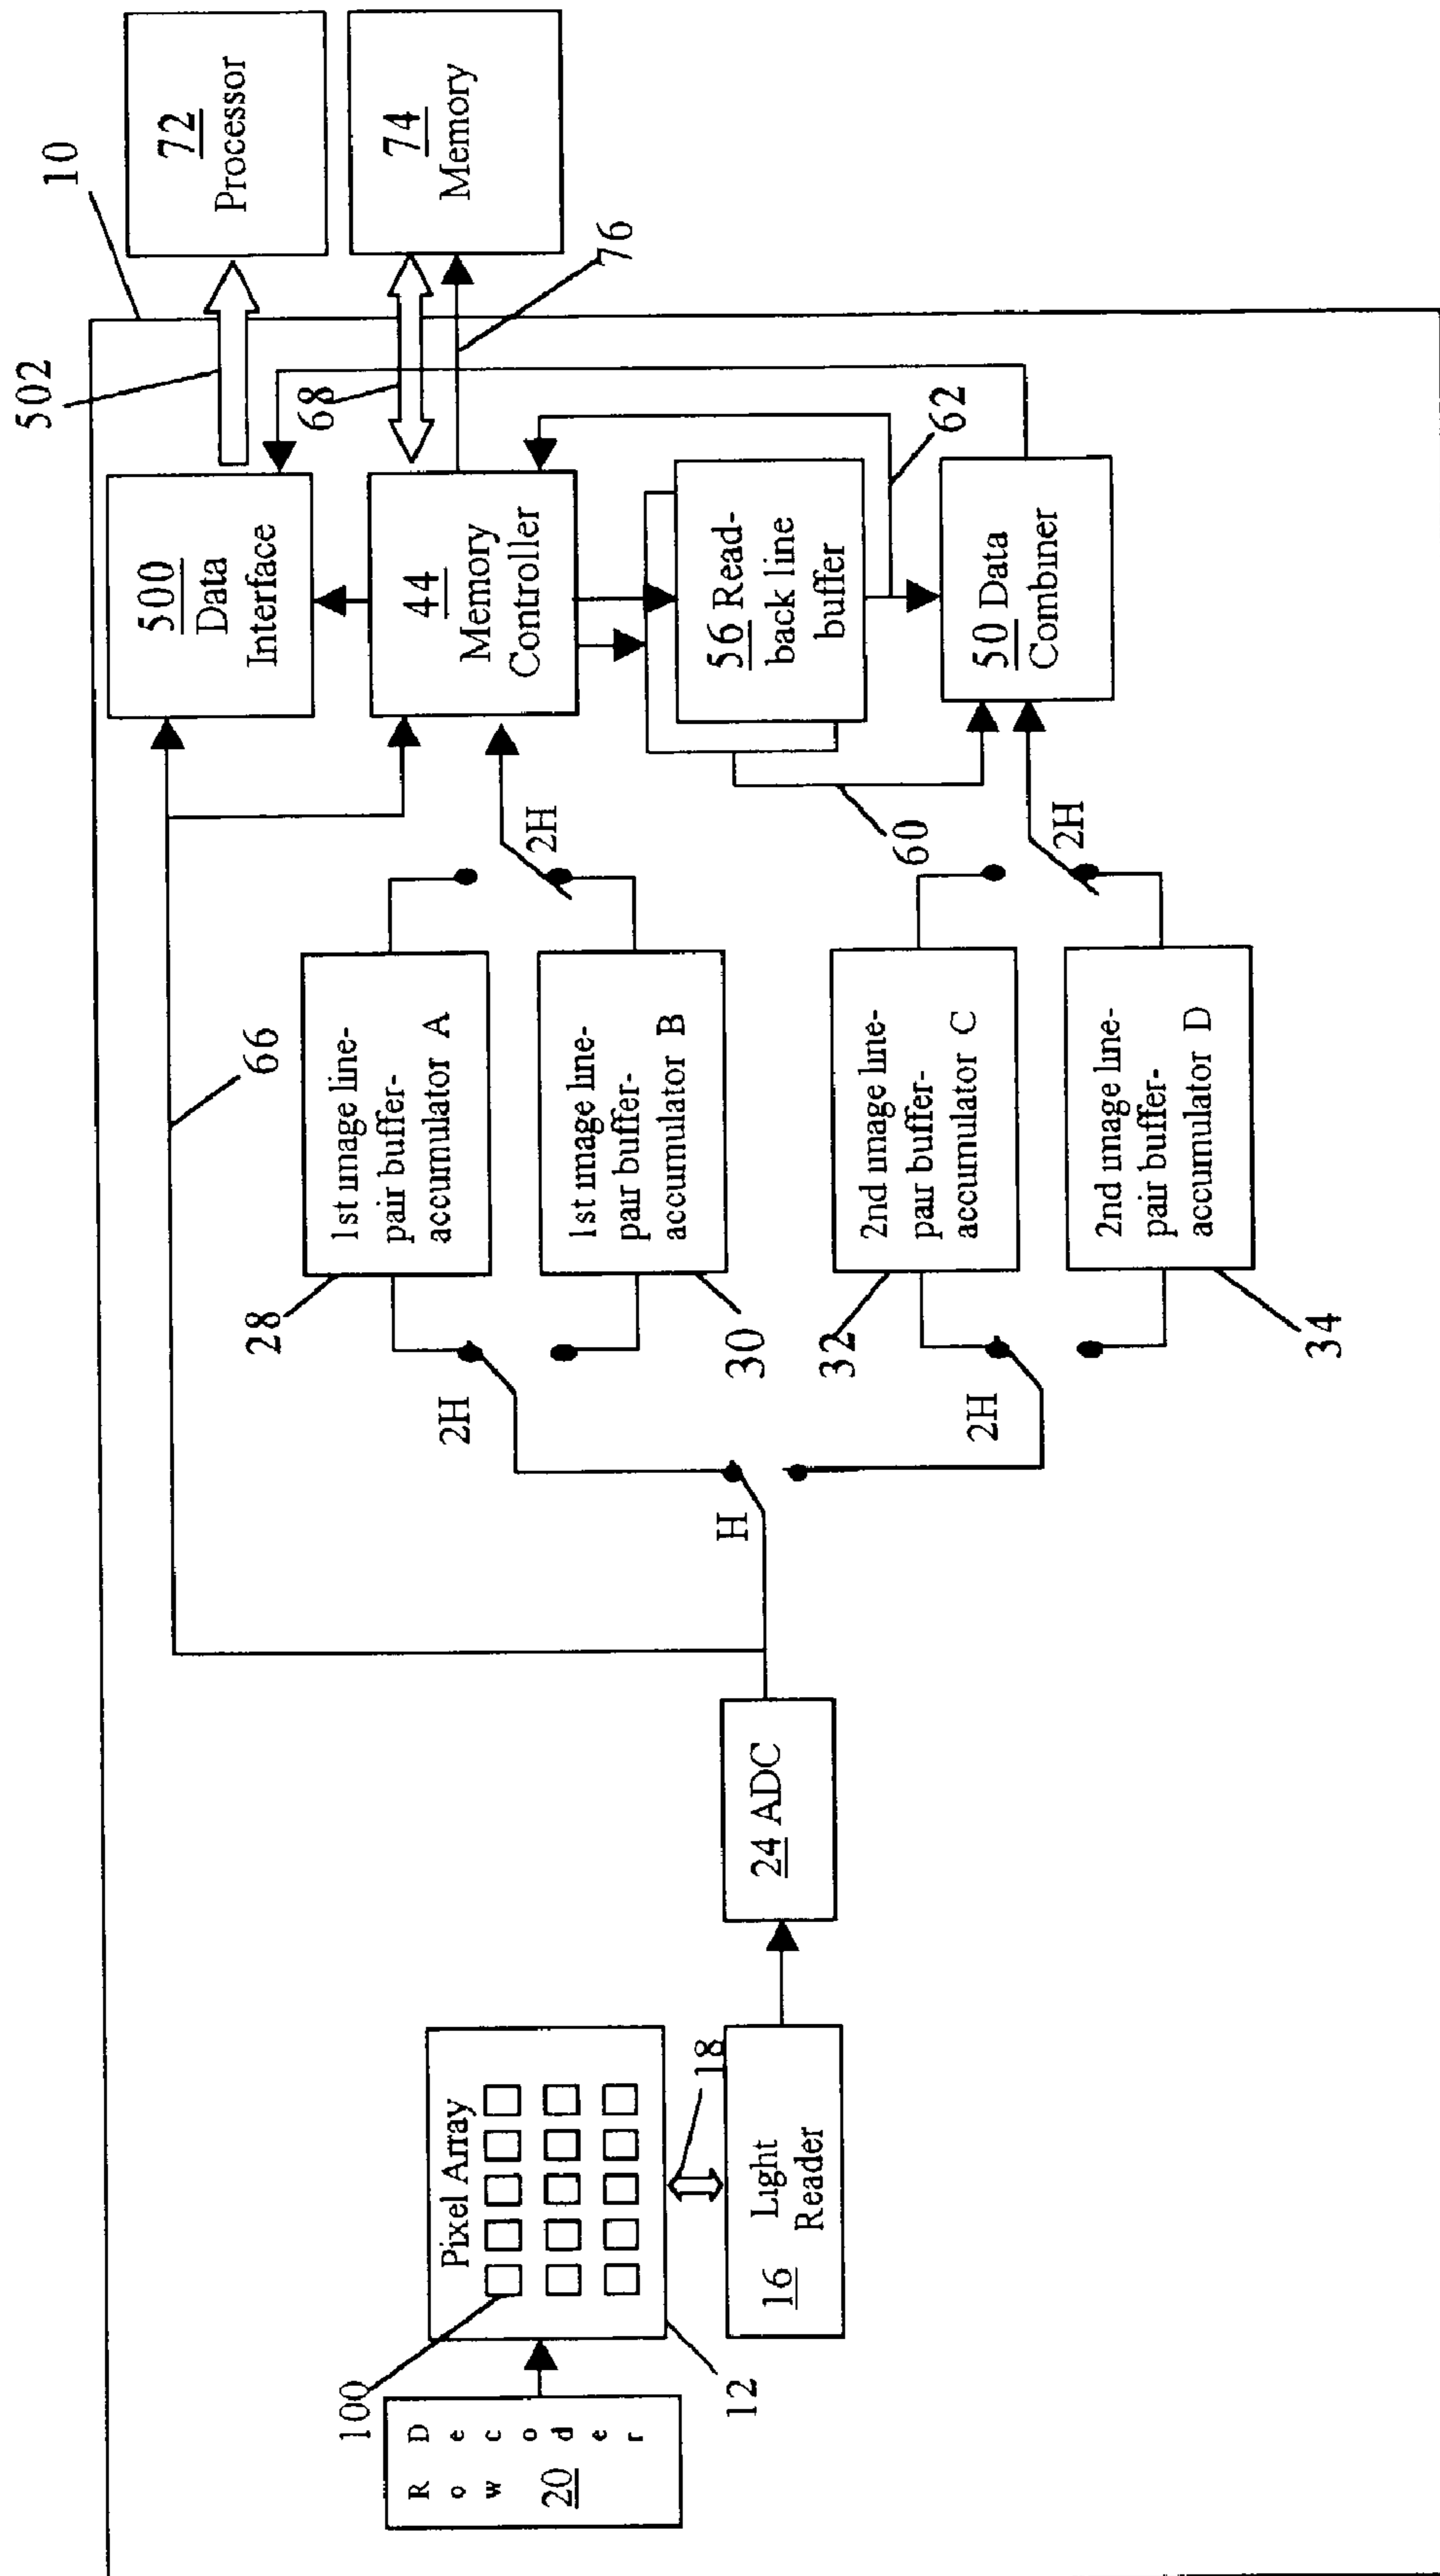 10
502
72
Processor
74
Memory
500
Data
Interface
68
76
44
Memory
Controller
56 Read-
back line
buffer
62
50 Data
Combiner
60
66
2H
2H
28
1st image line-
pair buffer-
accumulator A
30
1st image line-
pair buffer-
accumulator B
32
2nd image line-
pair buffer-
accumulator C
34
2nd image line-
pair buffer-
accumulator D
2H
2H
H
24 ADC
100
Pixel Array
12
18
16 Light
Reader
Row
Decoder
20